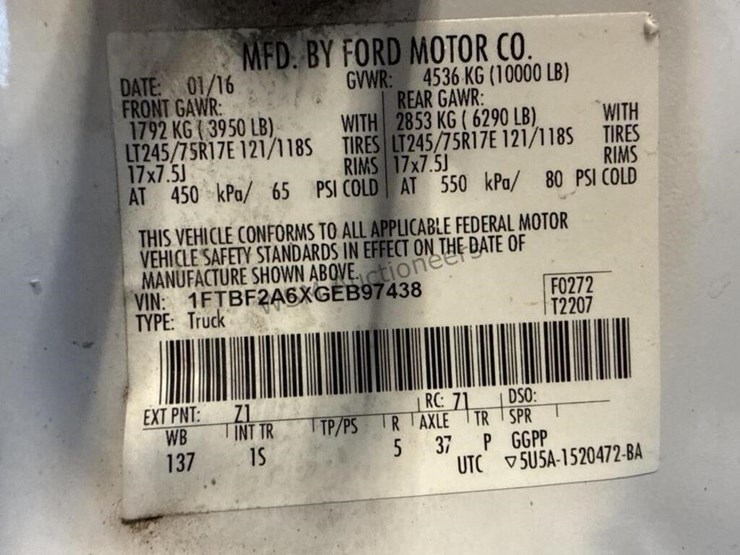 MFD. BY FORD MOTOR CO.
DATE: 01/16 GVWR: 4536 KG (10000 LB)
FRONT GAWR: REAR GAWR:
1792 KG ( 3950 LB) WITH 2853 KG ( 6290 LB) WITH
LT245/75R17E 121/118S TIRES LT245/75R17E 121/118S TIRES
17x7.5J RIMS 17x7.5J RIMS
AT 450 kPa/ 65 PSI COLD AT 550 kPa/ 80 PSI COLD
THIS VEHICLE CONFORMS TO ALL APPLICABLE FEDERAL MOTOR
VEHICLE SAFETY STANDARDS IN EFFECT ON THE DATE OF
MANUFACTURE SHOWN ABOVE.
VIN: 1FTBF2A6XGEB97438 F0272
TYPE: Truck T2207
EXT PNT: Z1 RC: 71 DSO:
WB INT TR TP/PS R AXLE TR SPR
137 1S 5 37 P GGPP
UTC ▽5U5A-1520472-BA